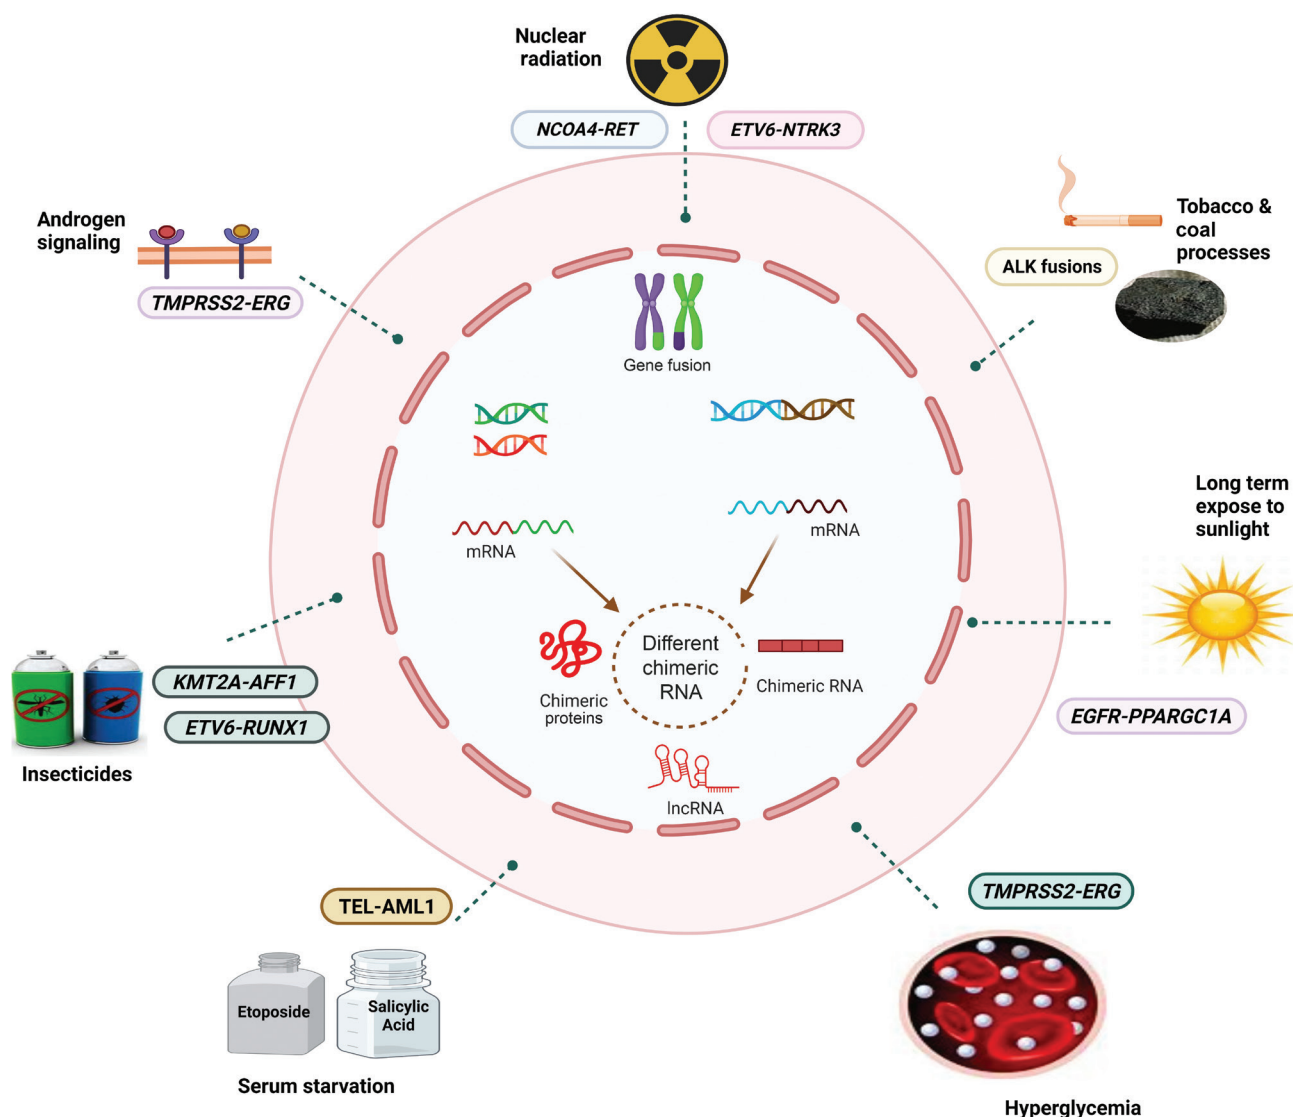 Nuclear
radiation
NCOA4-RET
ETV6-NTRK3
Androgen
signaling
TMPRSS2-ERG
Tobacco &
coal
processes
ALK fusions
Gene fusion
Long term
expose to
sunlight
mRNA
mRNA
Different
chimeric
RNA
Chimeric
proteins
Chimeric RNA
lncRNA
KMT2A-AFF1
ETV6-RUNX1
Insecticides
EGFR-PPARGC1A
TEL-AML1
Etoposide
Salicylic
Acid
Serum starvation
TMPRSS2-ERG
Hyperglycemia